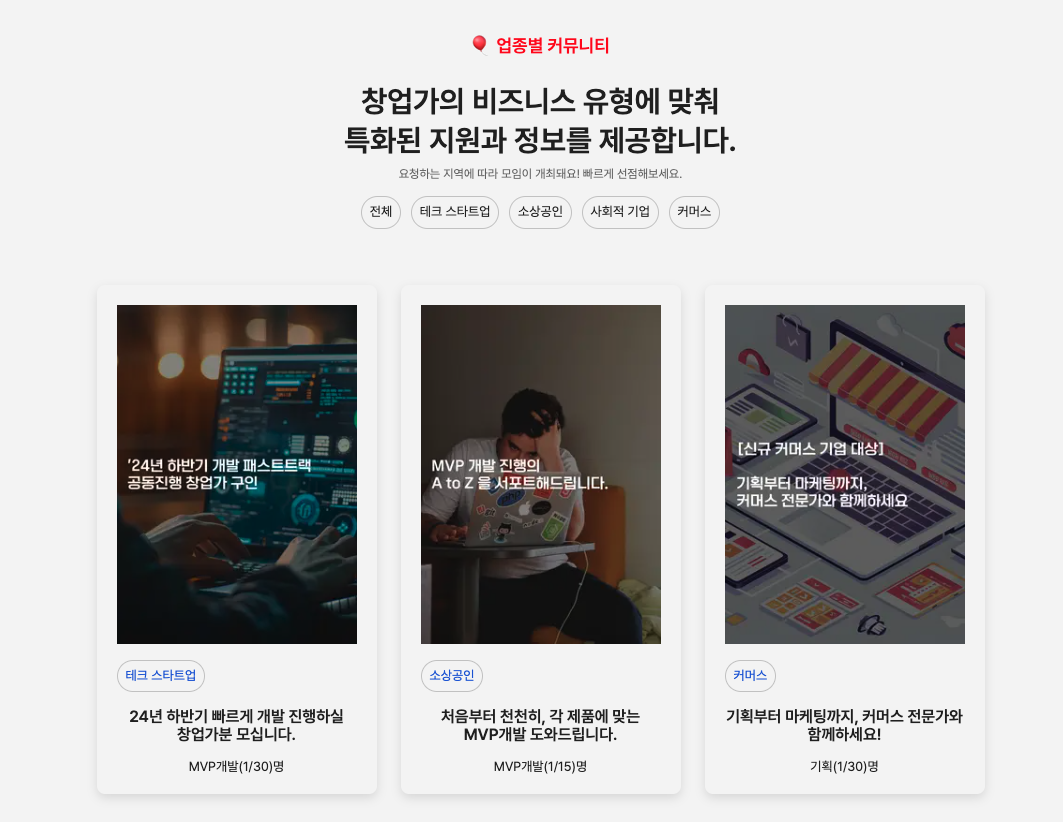 업종별 커뮤니티
창업가의 비즈니스 유형에 맞춰
특화된 지원과 정보를 제공합니다.
요청하는 지역에 따라 모임이 개최돼요! 빠르게 선점해보세요.
전체 테크 스타트업 소상공인 사회적 기업 커머스
’24년 하반기 개발 패스트트랙
공동진행 창업가 구인
테크 스타트업
24년 하반기 빠르게 개발 진행하실
창업가분 모십니다.
MVP개발(1/30)명
MVP 개발 진행의
A to Z 을 서포트해드립니다.
소상공인
처음부터 천천히, 각 제품에 맞는
MVP개발 도와드립니다.
MVP개발(1/15)명
[신규 커머스 기업 대상]
기획부터 마케팅까지,
커머스 전문가와 함께하세요
커머스
기획부터 마케팅까지, 커머스 전문가와
함께하세요!
기획(1/30)명